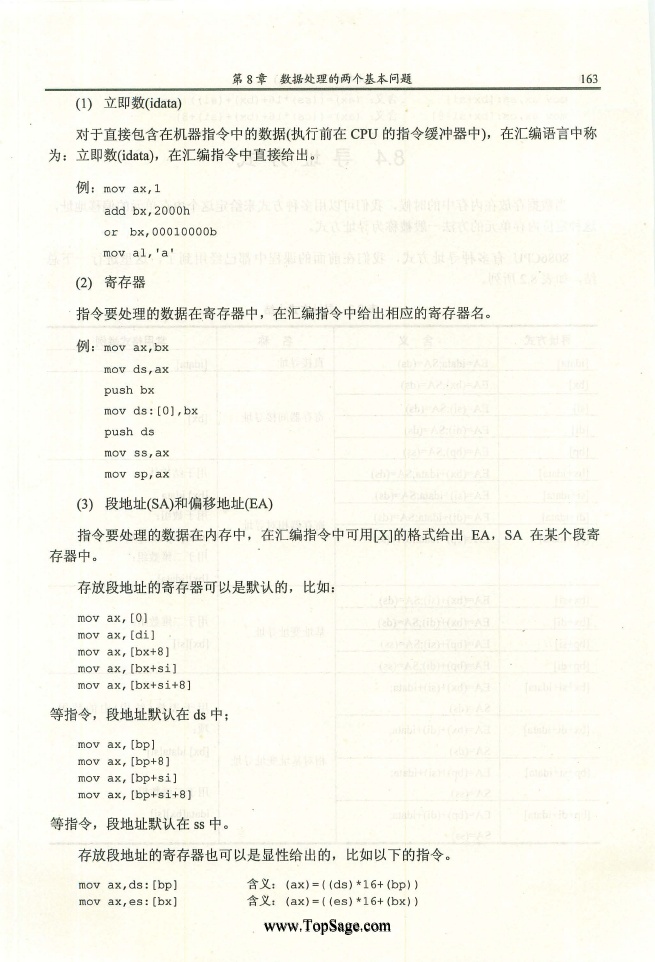 第 8 章 数据处理的两个基本问题 163
(1) 立即数(idata)
对于直接包含在机器指令中的数据(执行前在 CPU 的指令缓冲器中)，在汇编语言中称
为：立即数(idata)，在汇编指令中直接给出。
例：mov ax,1
add bx,2000h
or bx,00010000b
mov al,'a'
(2) 寄存器
指令要处理的数据在寄存器中，在汇编指令中给出相应的寄存器名。
例：mov ax,bx
mov ds,ax
push bx
mov ds:[0],bx
push ds
mov ss,ax
mov sp,ax
(3) 段地址(SA)和偏移地址(EA)
指令要处理的数据在内存中，在汇编指令中可用[X]的格式给出 EA，SA 在某个段寄
存器中。
存放段地址的寄存器可以是默认的，比如：
mov ax,[0]
mov ax,[di]
mov ax,[bx+8]
mov ax,[bx+si]
mov ax,[bx+si+8]
等指令，段地址默认在 ds 中；
mov ax,[bp]
mov ax,[bp+8]
mov ax,[bp+si]
mov ax,[bp+si+8]
等指令，段地址默认在 ss 中。
存放段地址的寄存器也可以是显性给出的，比如以下的指令。
mov ax,ds:[bp] 含义：(ax)=((ds)*16+(bp))
mov ax,es:[bx] 含义：(ax)=((es)*16+(bx))
www.TopSage.com